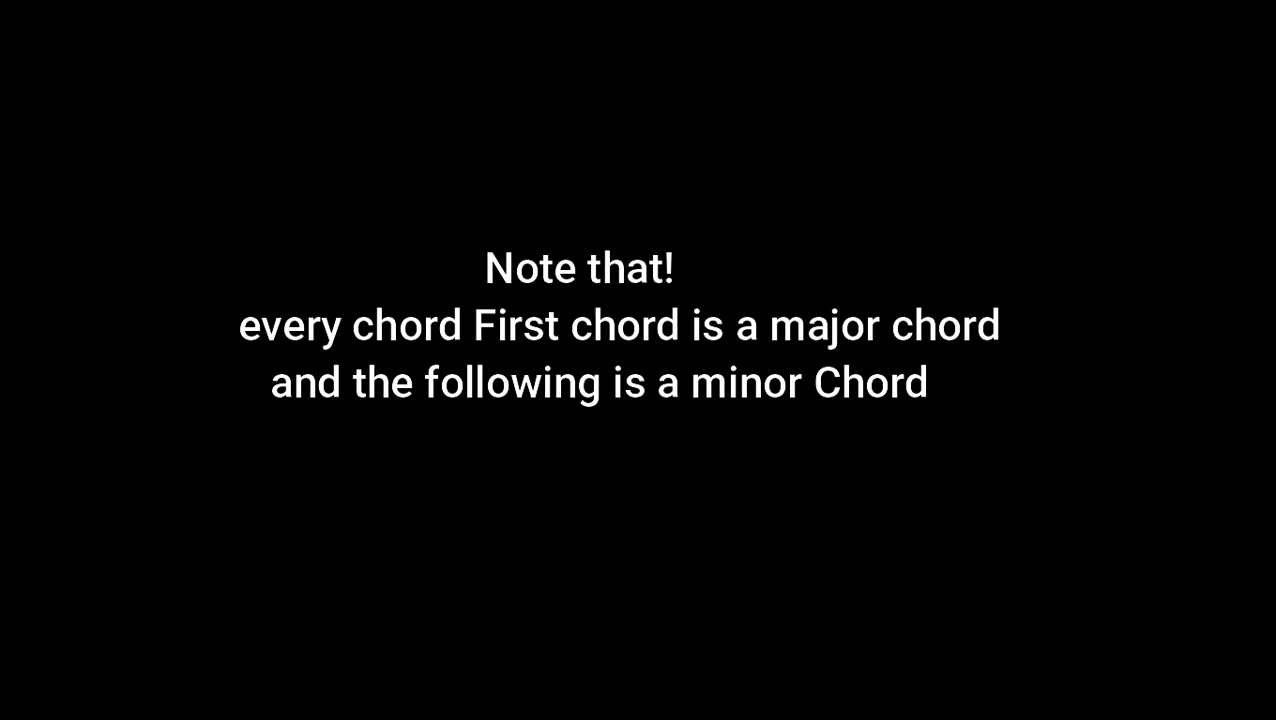 Note that!
every chord First chord is a major chord
and the following is a minor Chord